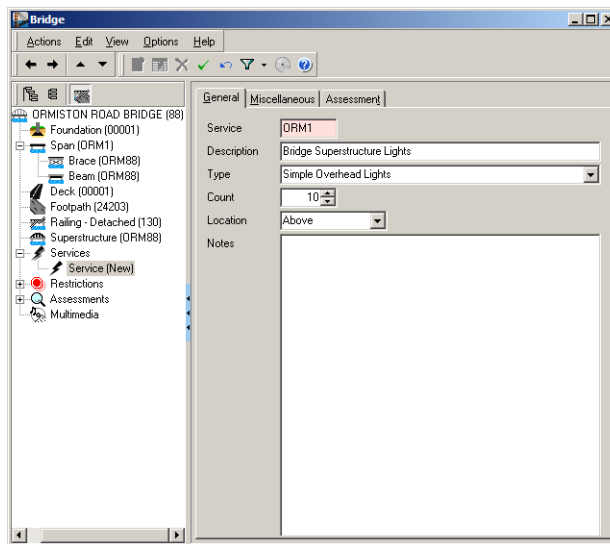 Bridge
Actions Edit View Options Help
ORMISTON ROAD BRIDGE (88)
Foundation (00001)
Span (ORM1)
Brace (ORM88)
Beam (ORM88)
Deck (00001)
Footpath (24203)
Railing - Detached (130)
Superstructure (ORM88)
Services
Service (New)
Restrictions
Assessments
Multimedia
General Miscellaneous Assessment
Service ORM1
Description Bridge Superstructure Lights
Type Simple Overhead Lights
Count 10
Location Above
Notes